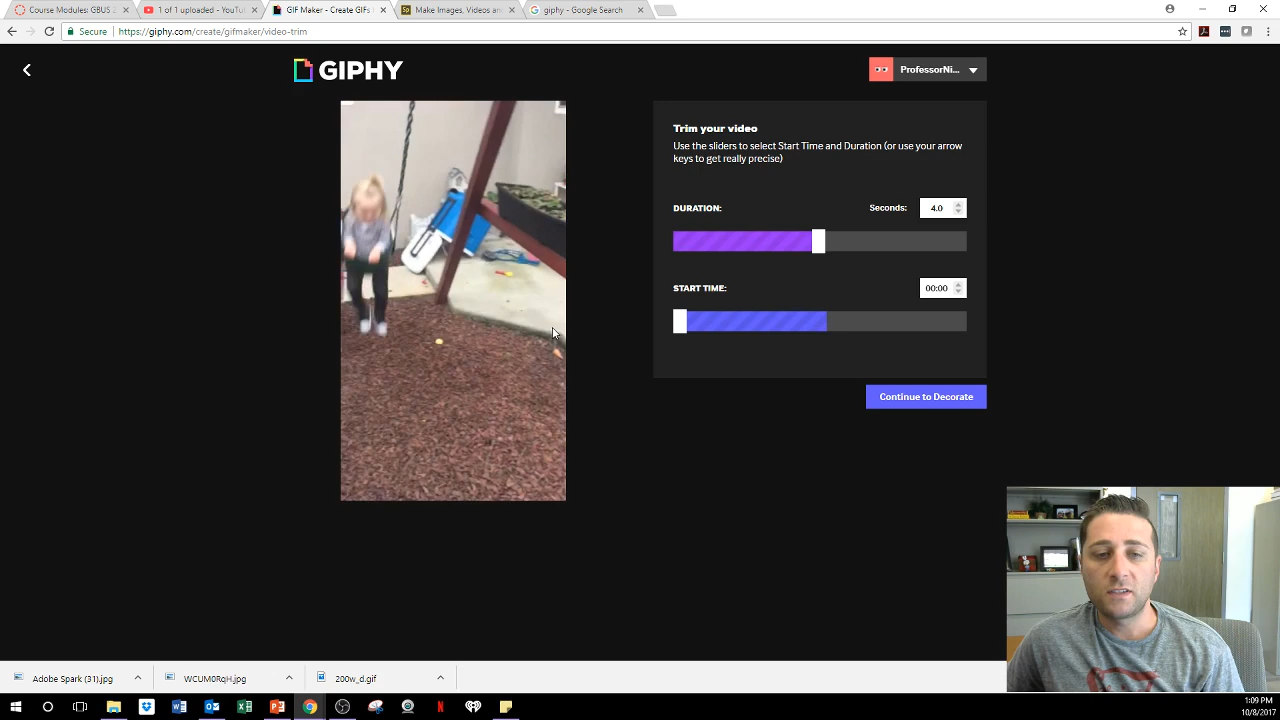 Course Modules: GBUS 2
1 of 1 uploaded - YouTu
GIF Maker - Create GIFs f
Sp
Make Images, Videos and
giphy - Google Search
Secure
https://giphy.com/create/gifmaker/video-trim
GIPHY
ProfessorNi...
Trim your video
Use the sliders to select Start Time and Duration (or use your arrow
keys to get really precise)
DURATION:
Seconds:
4.0
START TIME:
00:00
Continue to Decorate
Adobe Spark (31).jpg
WCUM0RqH.jpg
200w_d.gif
1:09 PM
10/8/2017